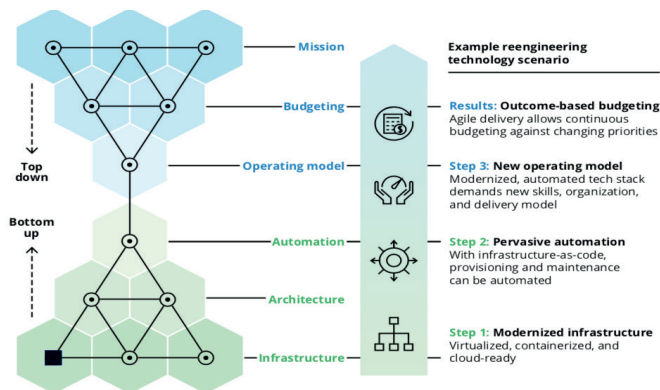 Mission
Budgeting
Operating model
Top
down
Bottom
up
Automation
Architecture
Infrastructure
Example reengineering
technology scenario
Results: Outcome-based budgeting
Agile delivery allows continuous
budgeting against changing priorities
Step 3: New operating model
Modernized, automated tech stack
demands new skills, organization,
and delivery model
Step 2: Pervasive automation
With infrastructure-as-code,
provisioning and maintenance
can be automated
Step 1: Modernized infrastructure
Virtualized, containerized, and
cloud-ready